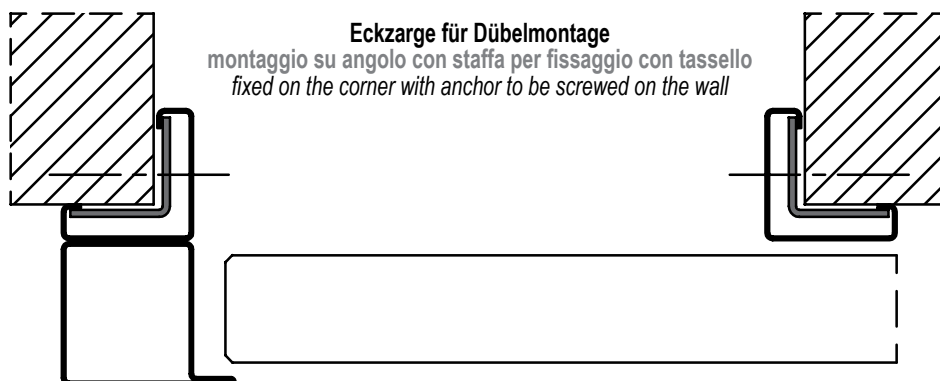 Eckzarge für Dübelmontage
montaggio su angolo con staffa per fissaggio con tassello
fixed on the corner with anchor to be screwed on the wall